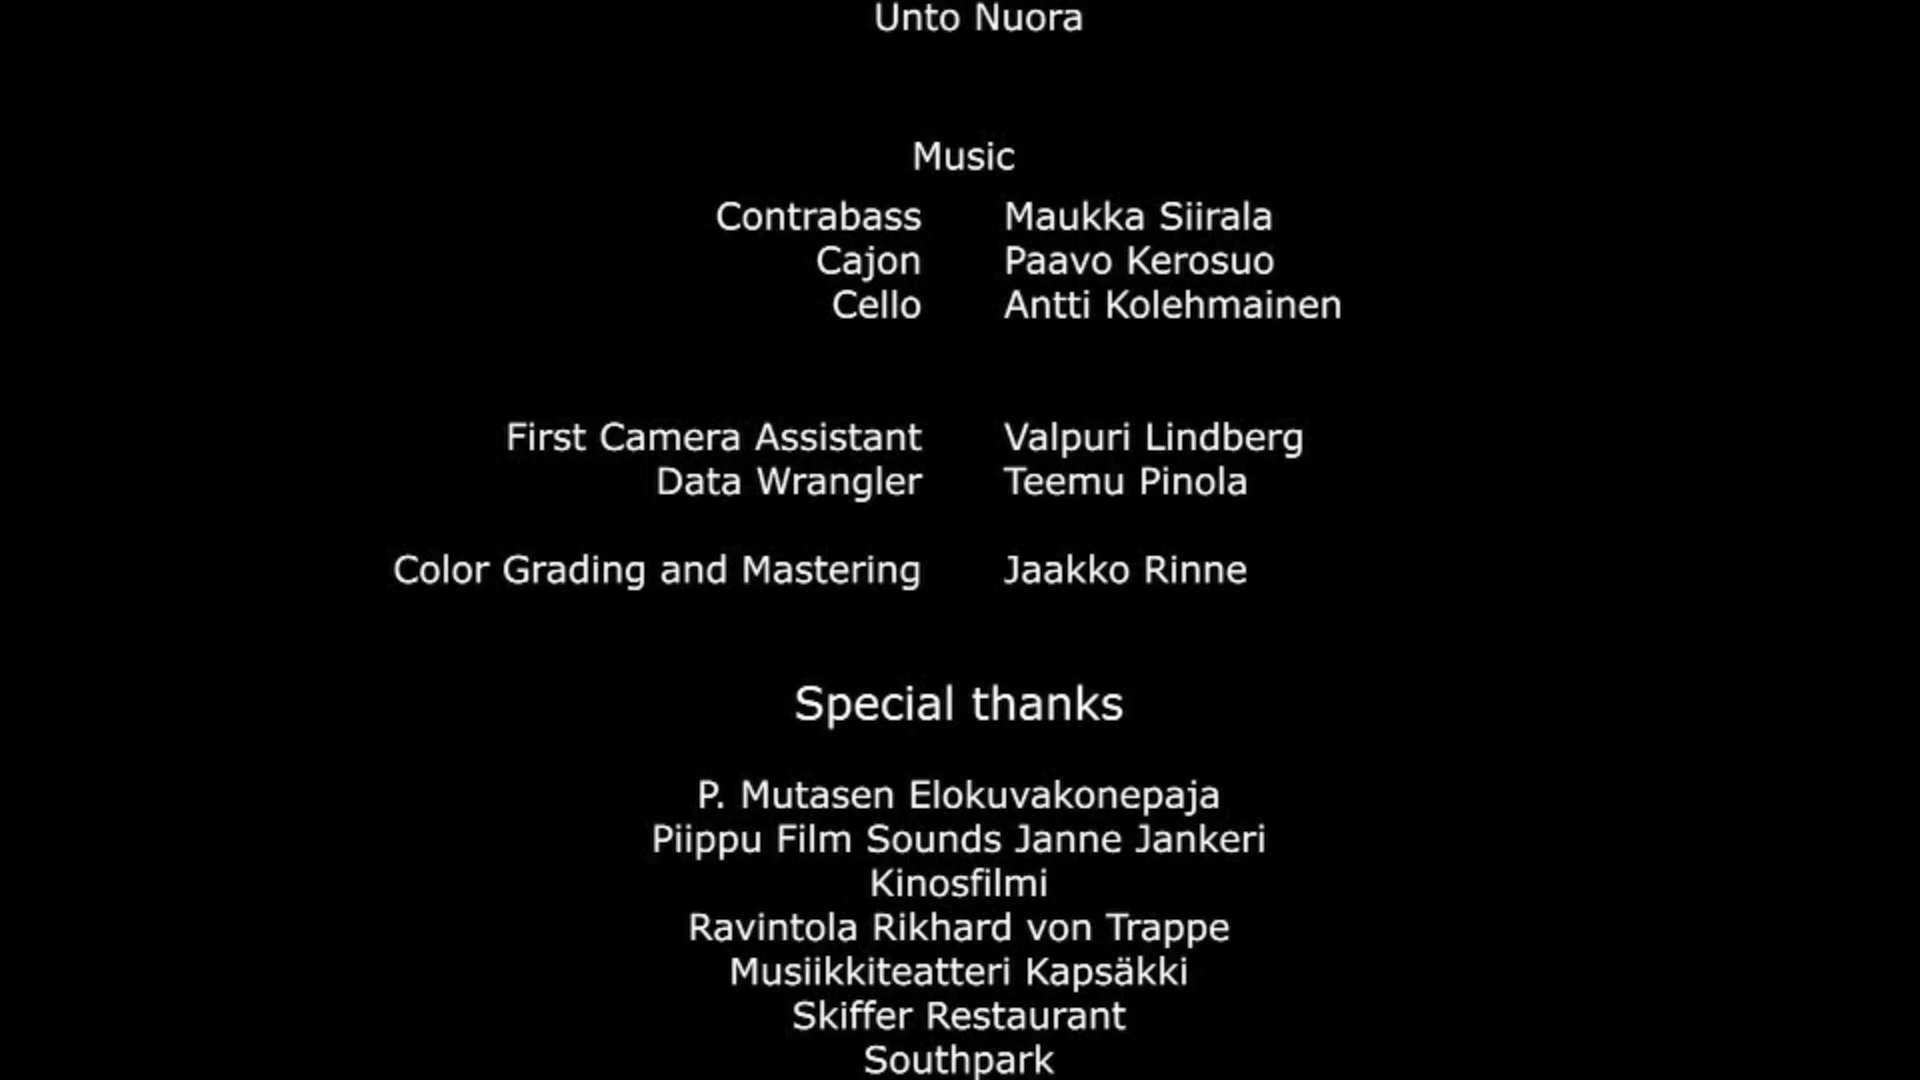 Unto Nuora
Music
Contrabass Maukka Siirala
Cajon Paavo Kerosuo
Cello Antti Kolehmainen
First Camera Assistant Valpuri Lindberg
Data Wrangler Teemu Pinola
Color Grading and Mastering Jaakko Rinne
Special thanks
P. Mutasen Elokuvakonepaja
Piippu Film Sounds Janne Jankeri
Kinosfilmi
Ravintola Rikhard von Trappe
Musiikkiteatteri Kapsäkki
Skiffer Restaurant
Southpark